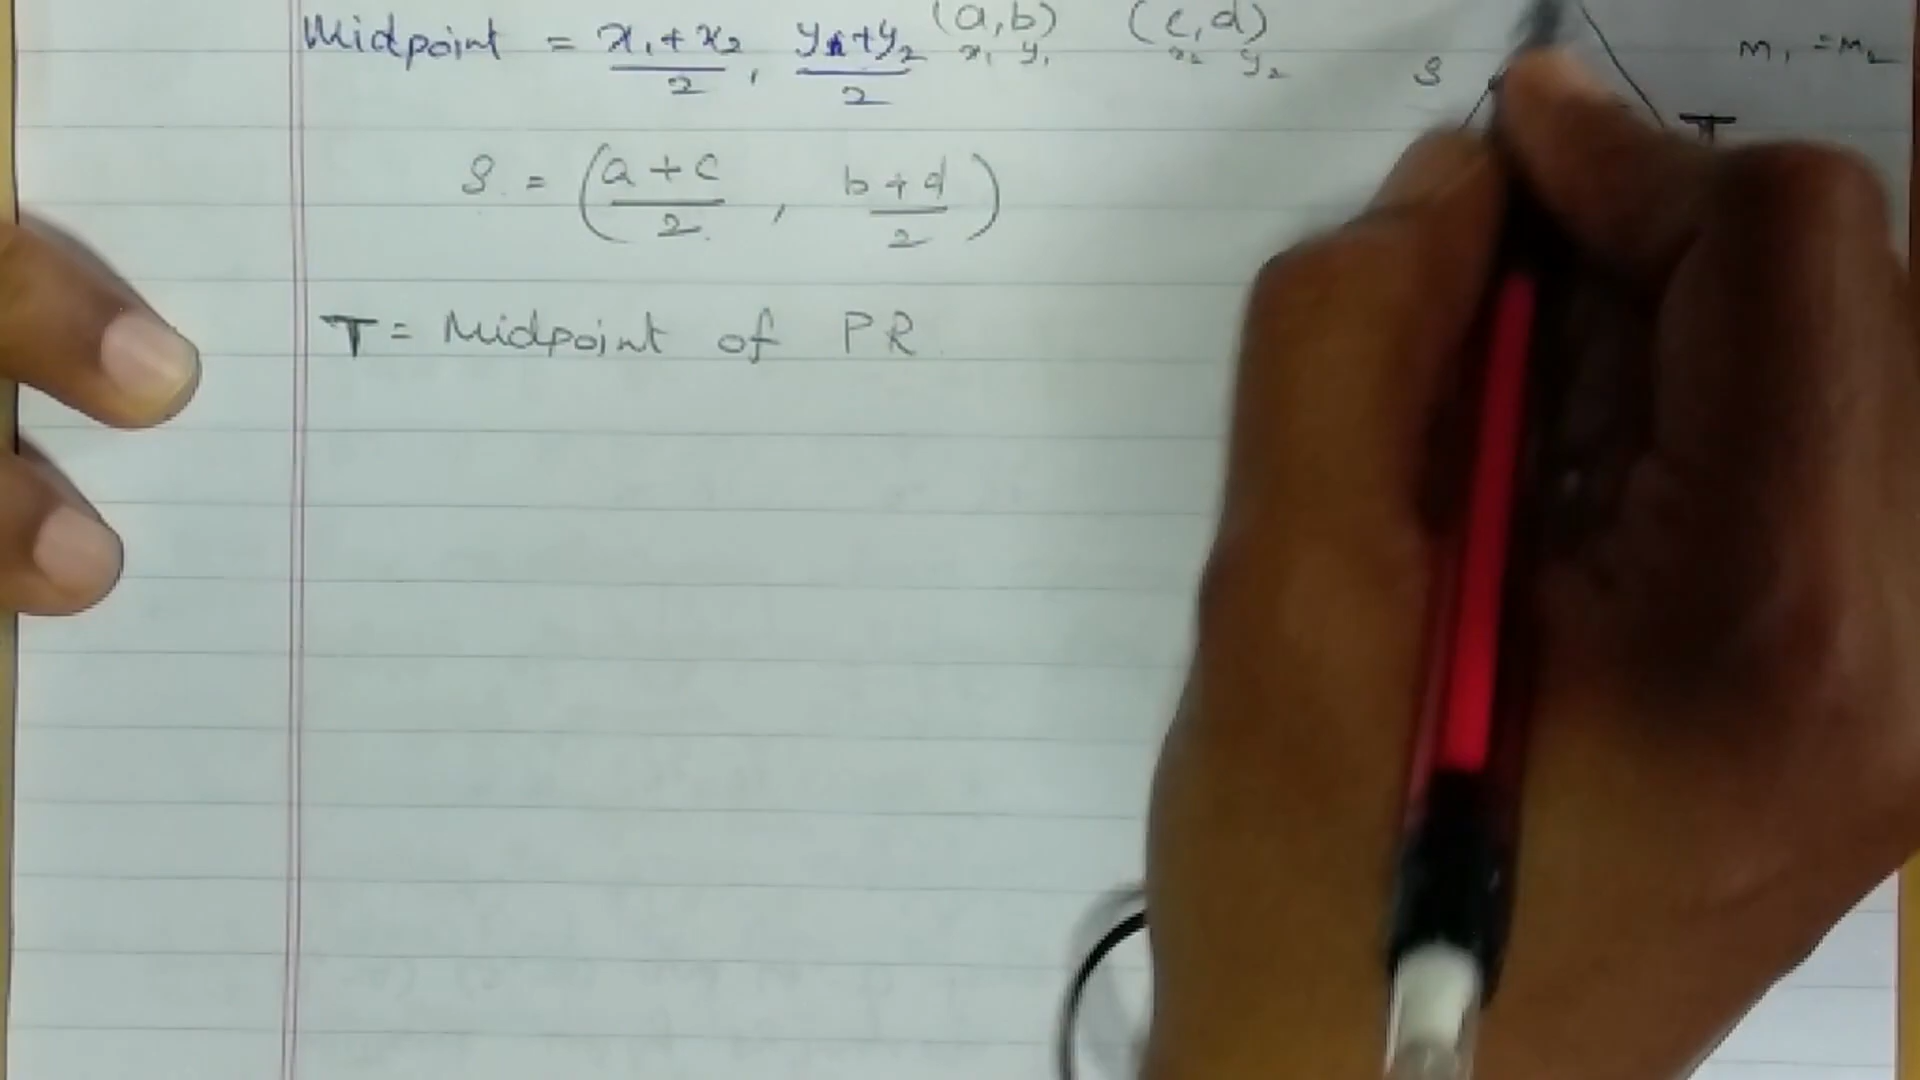 Midpoint = x₁+x₂/2, y₁+y₂/2 (a,b) (c,d)
x₁ y₁ x₂ y₂
S m₁ = m₂
T
S = (a+c/2, b+d/2)
T = Midpoint of PR